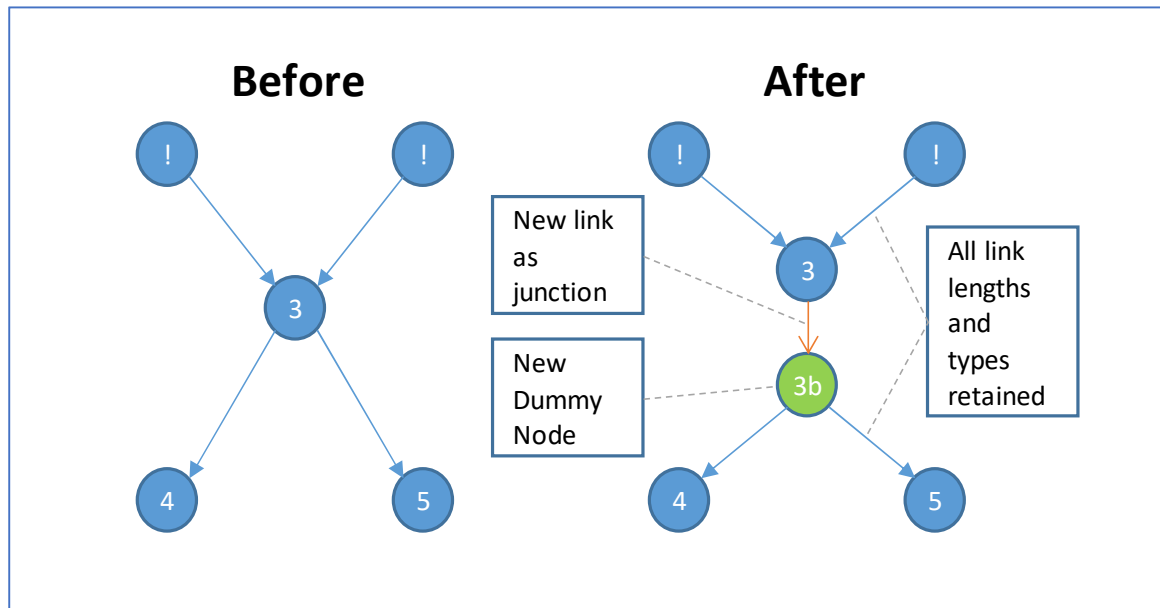 Before
After
!
!
!
!
New link
as
junction
3
3
All link
lengths
and
types
retained
New
Dummy
Node
3b
4
5
4
5